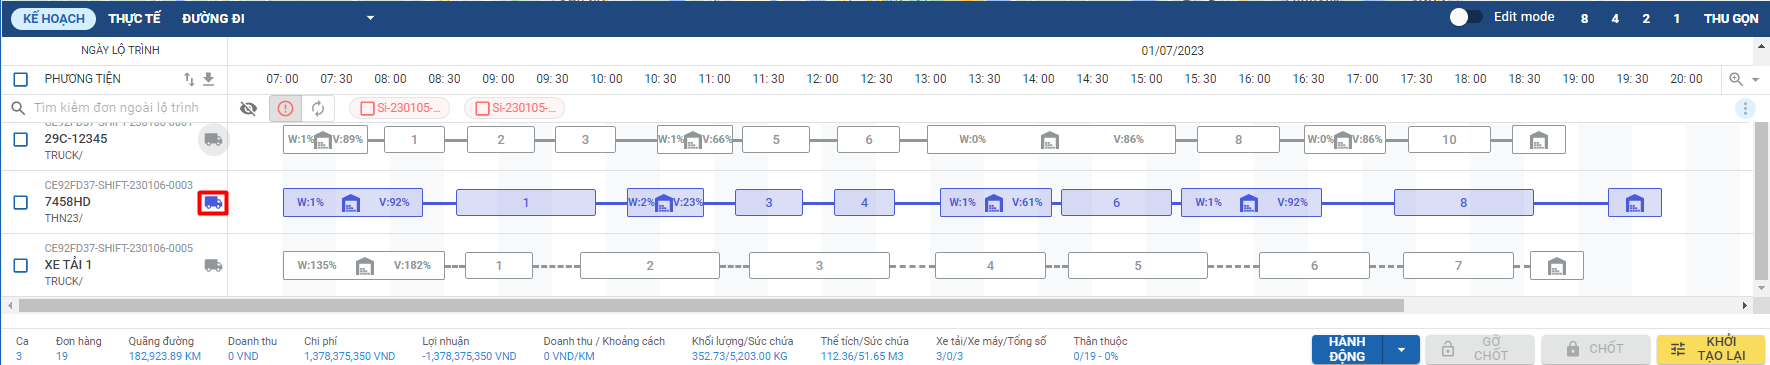 KẾ HOẠCH THỰC TẾ ĐƯỜNG ĐI Edit mode 8 4 2 1 THU GỌN
NGÀY LỘ TRÌNH 01/07/2023
PHƯƠNG TIỆN 07: 00 07: 30 08: 00 08: 30 09: 00 09: 30 10: 00 10: 30 11: 00 11: 30 12: 00 12: 30 13: 00 13: 30 14: 00 14: 30 15: 00 15: 30 16: 00 16: 30 17: 00 17: 30 18: 00 18: 30 19: 00 19: 30 20: 00
Tìm kiếm đơn ngoài lộ trình Si-230105-... Si-230105-...
CE92FD37-SHIFT-230106-0001
29C-12345 W:1% V:89% 1 2 3 W:1% V:66% 5 6 W:0% V:86% 8 W:0% V:86% 10
TRUCK/
CE92FD37-SHIFT-230106-0003
7458HD W:1% V:92% 1 W:2% V:23% 3 4 W:1% V:61% 6 W:1% V:92% 8
THN23/
CE92FD37-SHIFT-230106-0005
XE TẢI 1 W:135% V:182% 1 2 3 4 5 6 7
TRUCK/
Ca Đơn hàng Quãng đường Doanh thu Chi phí Lợi nhuận Doanh thu / Khoảng cách Khối lượng/Sức chứa Thể tích/Sức chứa Xe tải/Xe máy/Tổng số Thân thuộc
3 19 182,923.89 KM 0 VND 1,378,375,350 VND -1,378,375,350 VND 0 VND/KM 352.73/5,203.00 KG 112.36/51.65 M3 3/0/3 0/19 - 0%
HÀNH ĐỘNG
GỠ CHỐT
CHỐT
KHỞI TẠO LẠI